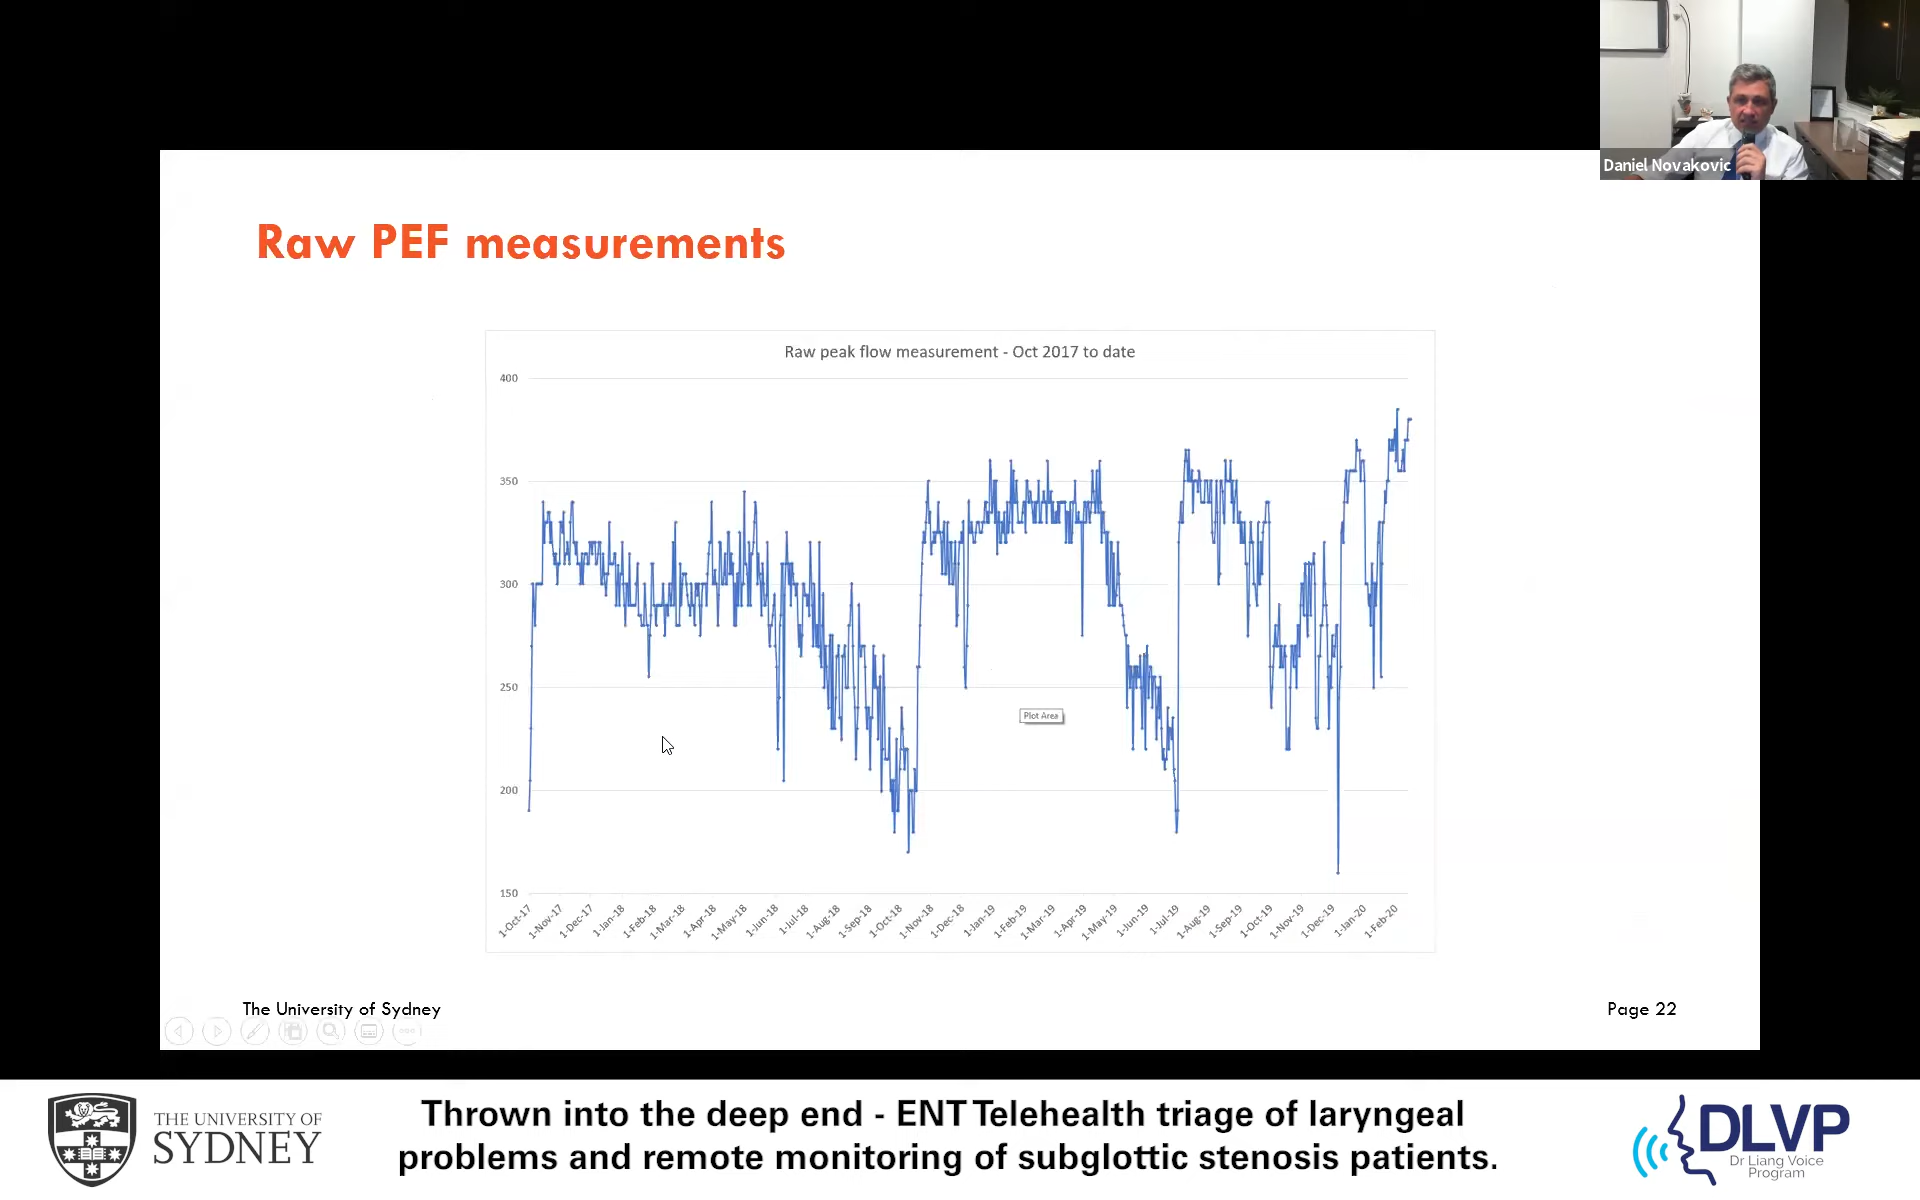 Daniel Novakovic
Raw PEF measurements
Raw peak flow measurement - Oct 2017 to date
400
350
300
250
200
150
Plot Area
1-Oct-17
1-Nov-17
1-Dec-17
1-Jan-18
1-Feb-18
1-Mar-18
1-Apr-18
1-May-18
1-Jun-18
1-Jul-18
1-Aug-18
1-Sep-18
1-Oct-18
1-Nov-18
1-Dec-18
1-Jan-19
1-Feb-19
1-Mar-19
1-Apr-19
1-May-19
1-Jun-19
1-Jul-19
1-Aug-19
1-Sep-19
1-Oct-19
1-Nov-19
1-Dec-19
1-Jan-20
1-Feb-20
The University of Sydney
Page 22
THE UNIVERSITY OF
SYDNEY
Thrown into the deep end - ENT Telehealth triage of laryngeal
problems and remote monitoring of subglottic stenosis patients.
DLVP
Dr Liang Voice
Program